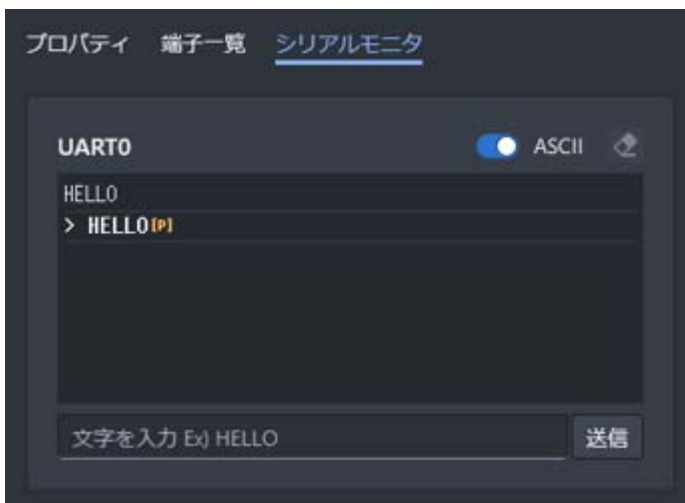 プロパティ 端子一覧 シリアルモニタ
UART0 ASCII
HELLO
> HELLO[P]
文字を入力 Ex) HELLO 送信